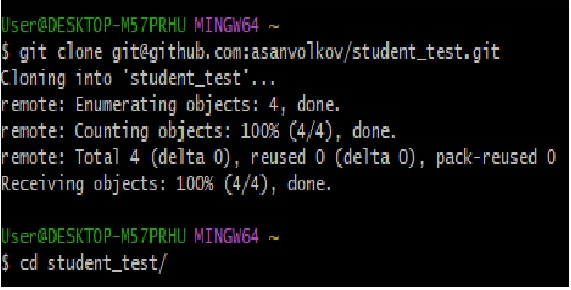 User@DESKTOP-M57PRHU MINGW64 ~
$ git clone git@github.com:asanvolkov/student_test.git
Cloning into 'student_test'...
remote: Enumerating objects: 4, done.
remote: Counting objects: 100% (4/4), done.
remote: Total 4 (delta 0), reused 0 (delta 0), pack-reused 0
Receiving objects: 100% (4/4), done.
User@DESKTOP-M57PRHU MINGW64 ~
$ cd student_test/